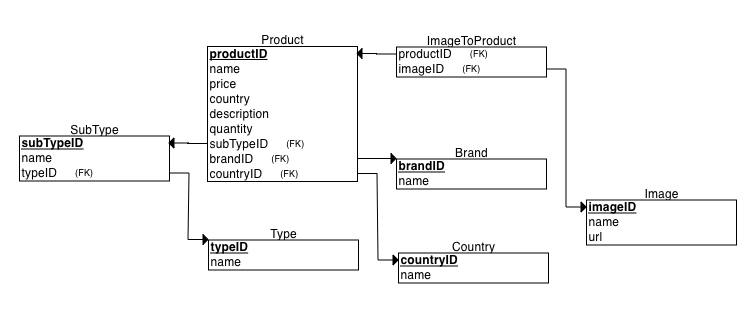 Product
productID
name
price
country
description
quantity
subTypeID (FK)
brandID (FK)
countryID (FK)
ImageToProduct
productID (FK)
imageID (FK)
SubType
subTypeID
name
typeID (FK)
Brand
brandID
name
Image
imageID
name
url
Type
typeID
name
Country
countryID
name